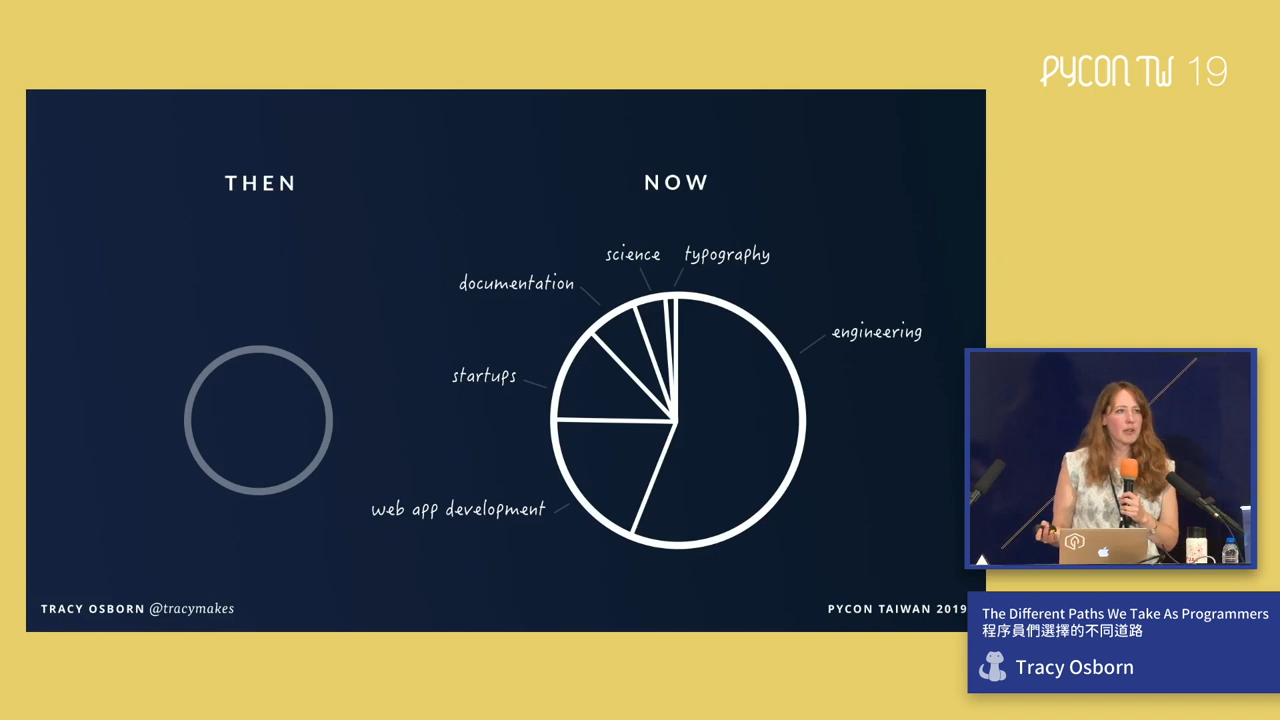 PYCON TW 19
THEN
NOW
science
typography
documentation
engineering
startups
web app development
TRACY OSBORN @tracymakes
PYCON TAIWAN 2019
The Different Paths We Take As Programmers
程序員們選擇的不同道路
Tracy Osborn